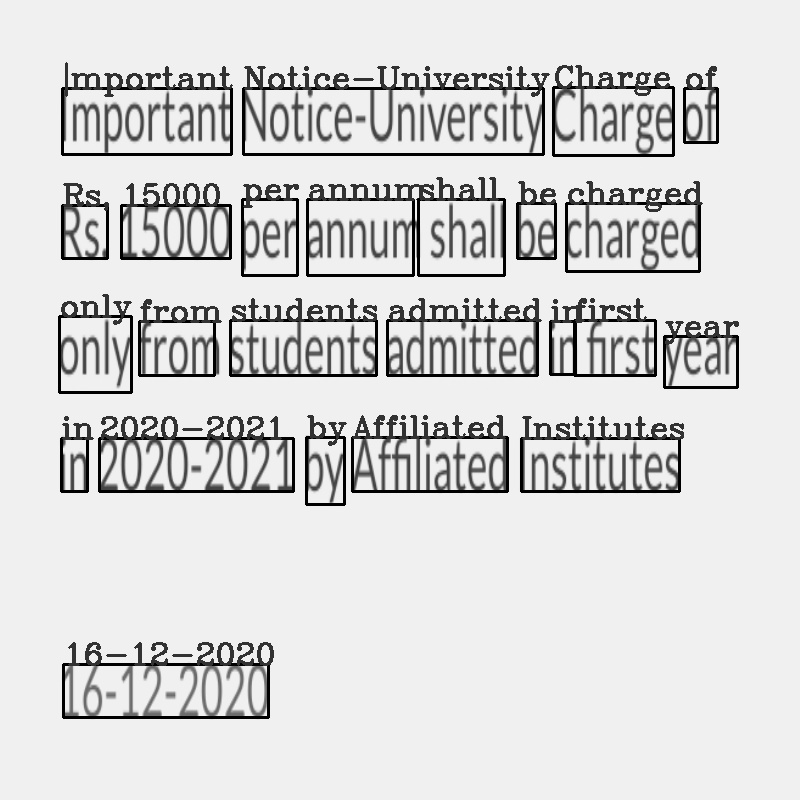 Important Notice-University Charge of
Important Notice-University Charge of
Rs. 15000 per annum shall be charged
Rs. 15000 per annum shall be charged
only from students admitted in first year
only from students admitted in first year
in 2020-2021 by Affiliated Institutes
in 2020-2021 by Affiliated Institutes
16-12-2020
16-12-2020